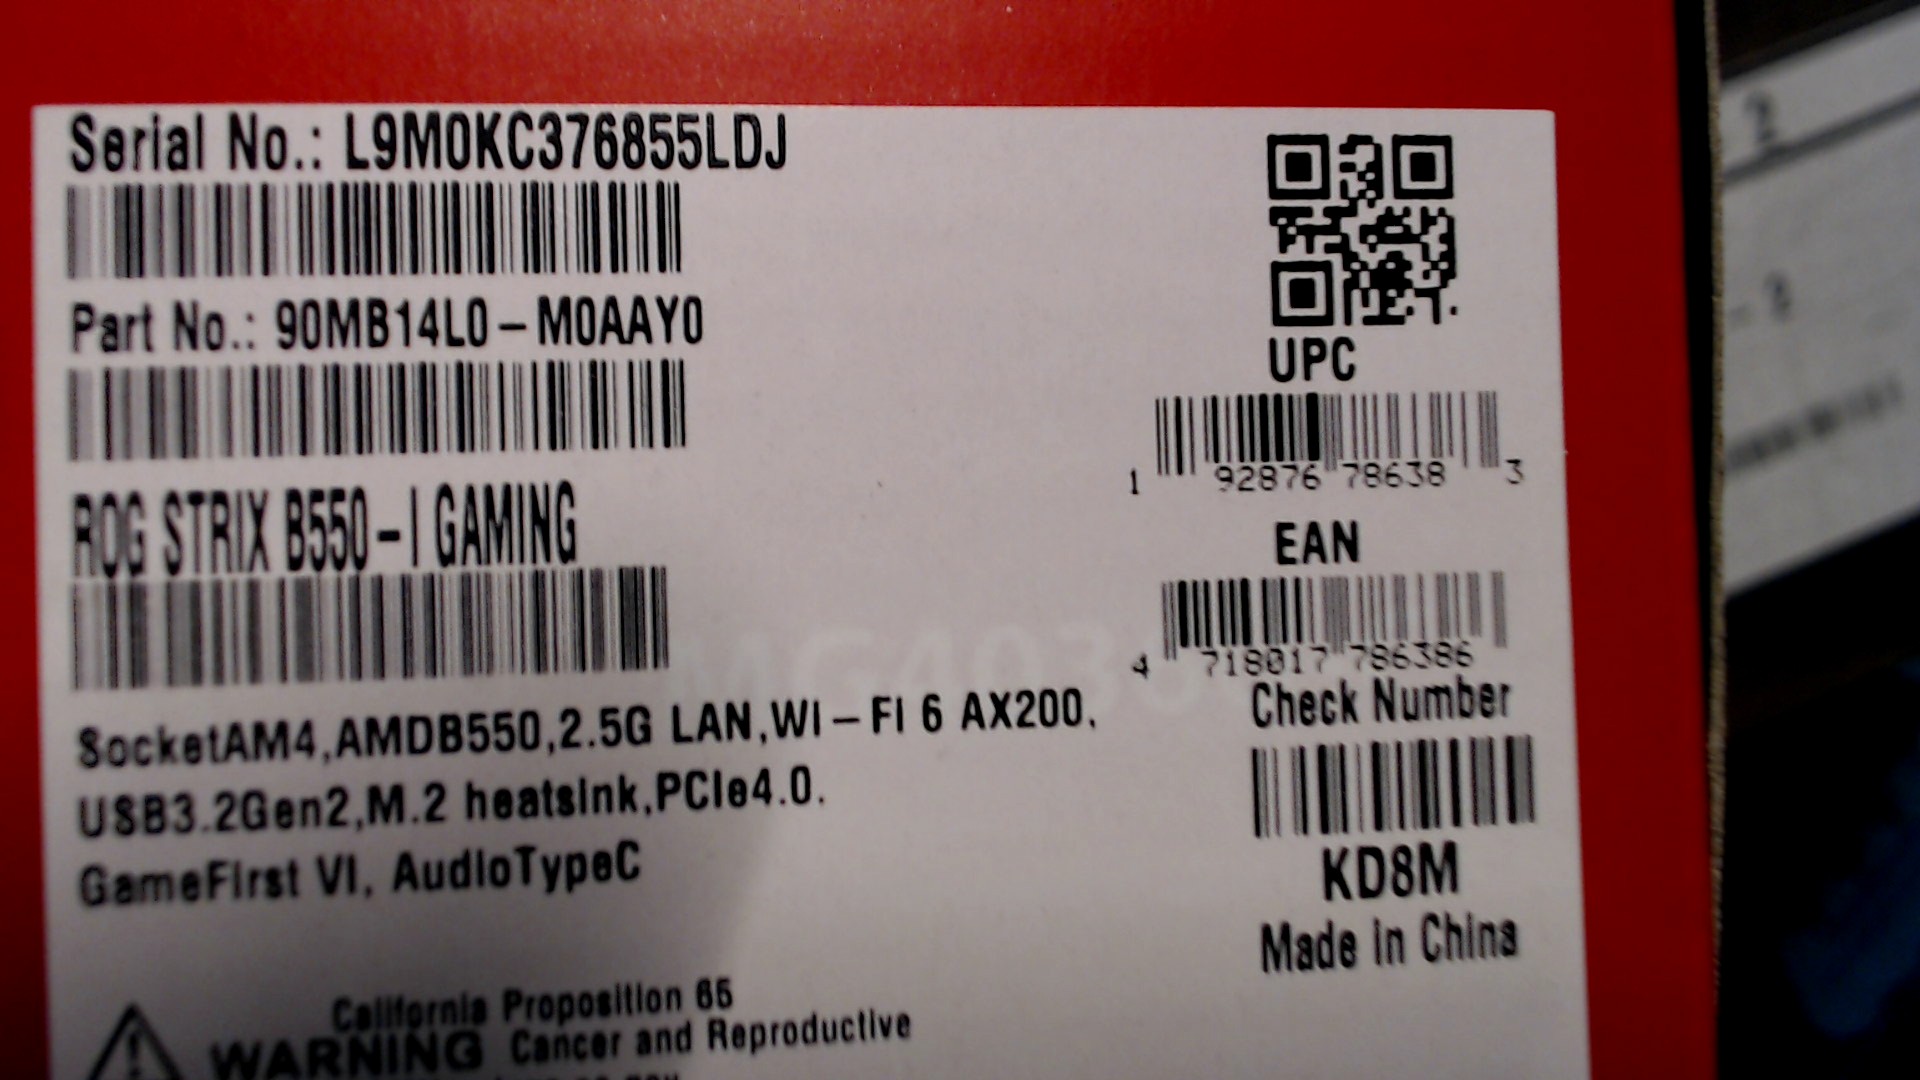 Serial No.: L9M0KC376855LDJ
Part No.: 90MB14L0-M0AAY0
ROG STRIX B550-I GAMING
SocketAM4,AMDB550,2.5G LAN,WI-FI 6 AX200,
USB3.2Gen2,M.2 heatsink,PCIe4.0.
GameFirst VI, AudioTypeC
California Proposition 65
WARNING Cancer and Reproductive
UPC
1 92876 78638 3
EAN
4 718017 786386
Check Number
KD8M
Made in China
2